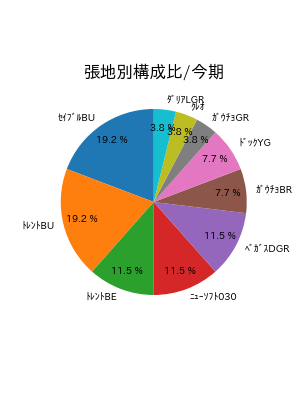 張地別構成比/今期
ﾀﾞﾘｱLGR
ｸﾚｵ
ｶﾞｳﾁｮGR
ﾄﾞｯｸYG
ｶﾞｳﾁｮBR
ﾍﾟｶﾞｽDGR
ﾆｭｰｿﾌﾄ030
ﾄﾚﾝﾄBE
ﾄﾚﾝﾄBU
ｾｲﾌﾞﾙBU
3.8 %
3.8 %
3.8 %
7.7 %
7.7 %
11.5 %
11.5 %
11.5 %
19.2 %
19.2 %